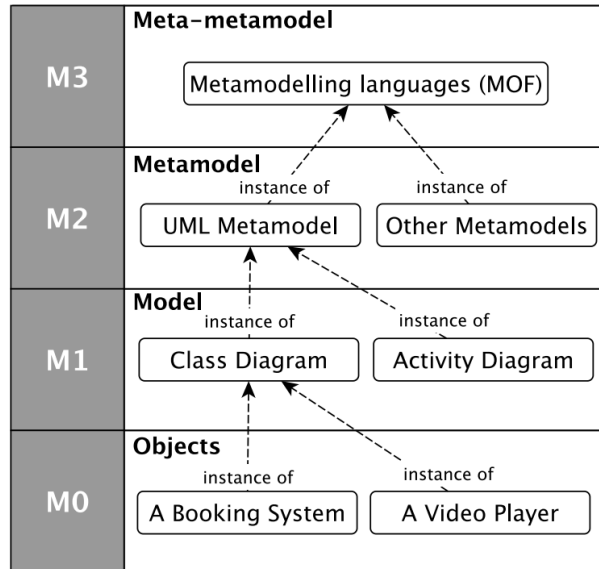 Meta-metamodel
M3
Metamodelling languages (MOF)
Metamodel
instance of
instance of
M2
UML Metamodel
Other Metamodels
Model
instance of
instance of
M1
Class Diagram
Activity Diagram
Objects
instance of
instance of
M0
A Booking System
A Video Player